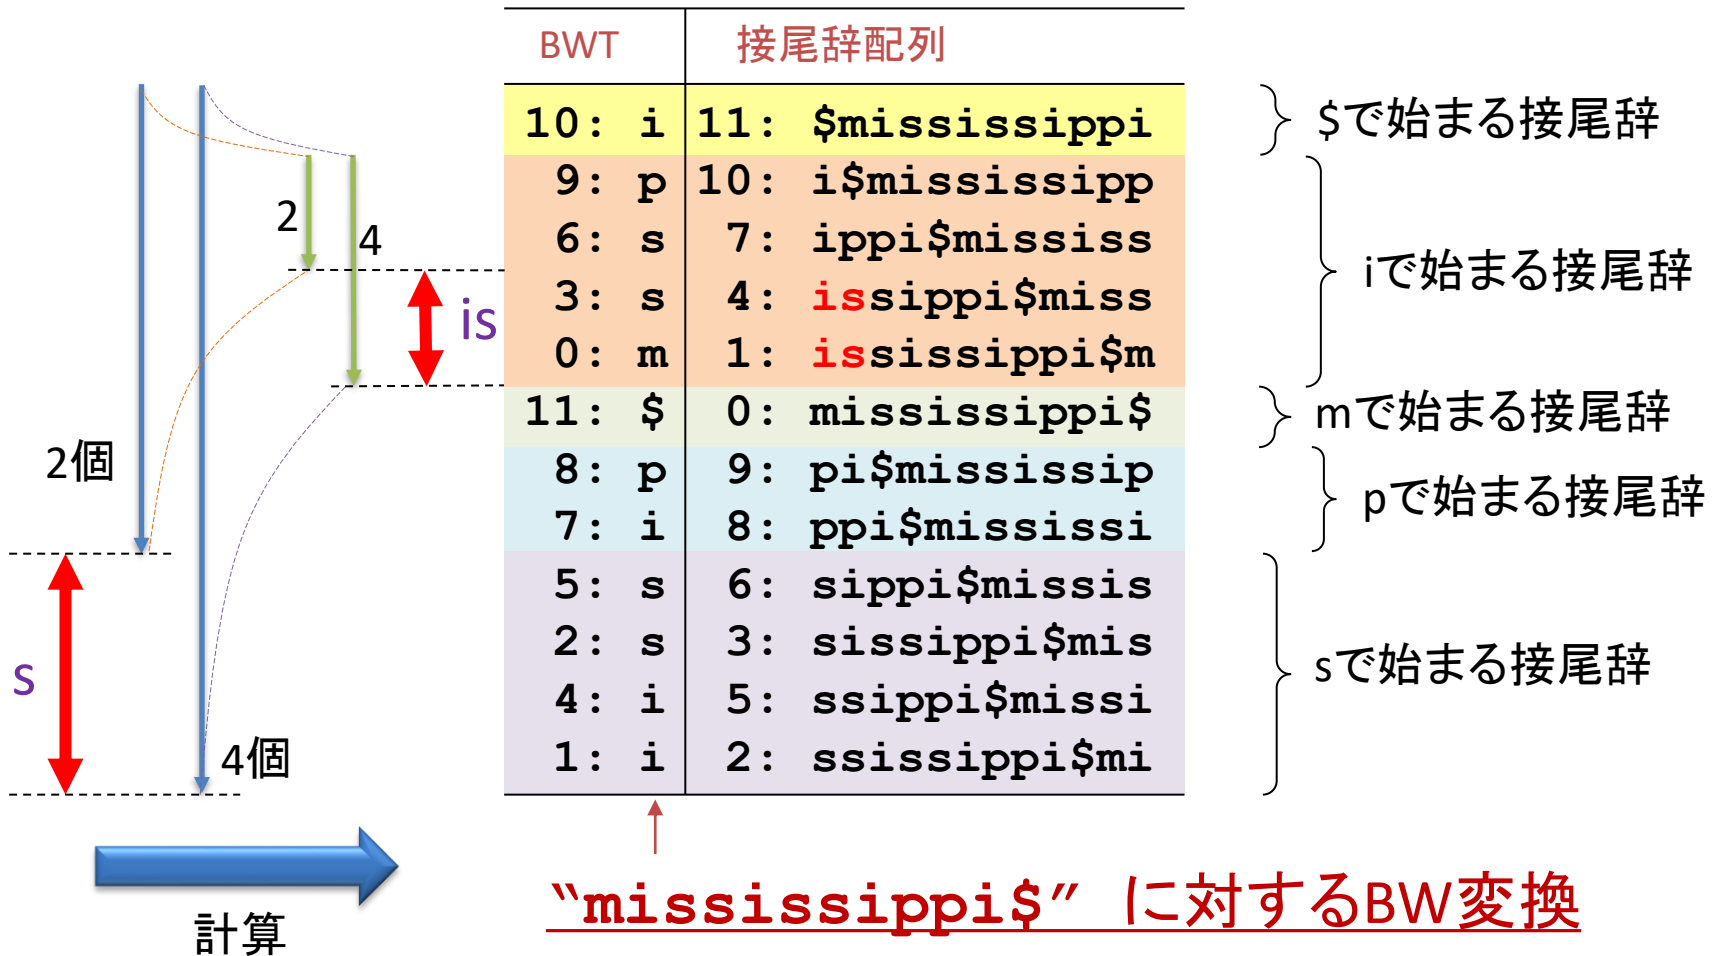 BWT 接尾辞配列
10: i 11: $mississippi
9: p 10: i$mississipp
6: s 7: ippi$mississ
3: s 4: issippi$miss
0: m 1: ississippi$m
11: $ 0: mississippi$
8: p 9: pi$mississip
7: i 8: ppi$mississi
5: s 6: sippi$missis
2: s 3: sissippi$mis
4: i 5: ssippi$missi
1: i 2: ssissippi$mi
$で始まる接尾辞
iで始まる接尾辞
mで始まる接尾辞
pで始まる接尾辞
sで始まる接尾辞
2
4
is
2個
s
4個
計算
“mississippi$” に対するBW変換